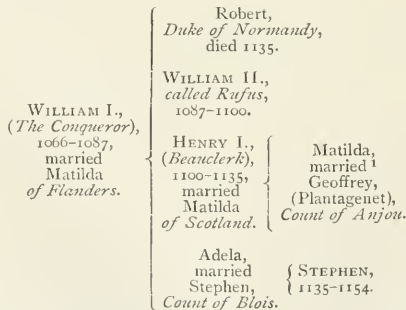 WILLIAM I.,
(The Conqueror),
1066-1087,
married
Matilda
of Flanders.
Robert,
Duke of Normandy,
died 1135.
WILLIAM II.,
called Rufus,
1087-1100.
HENRY I.,
(Beauclerk),
1100-1135,
married
Matilda
of Scotland.
Matilda,
married ¹
Geoffrey,
(Plantagenet),
Count of Anjou.
Adela,
married
Stephen,
Count of Blois.
STEPHEN,
1135-1154.